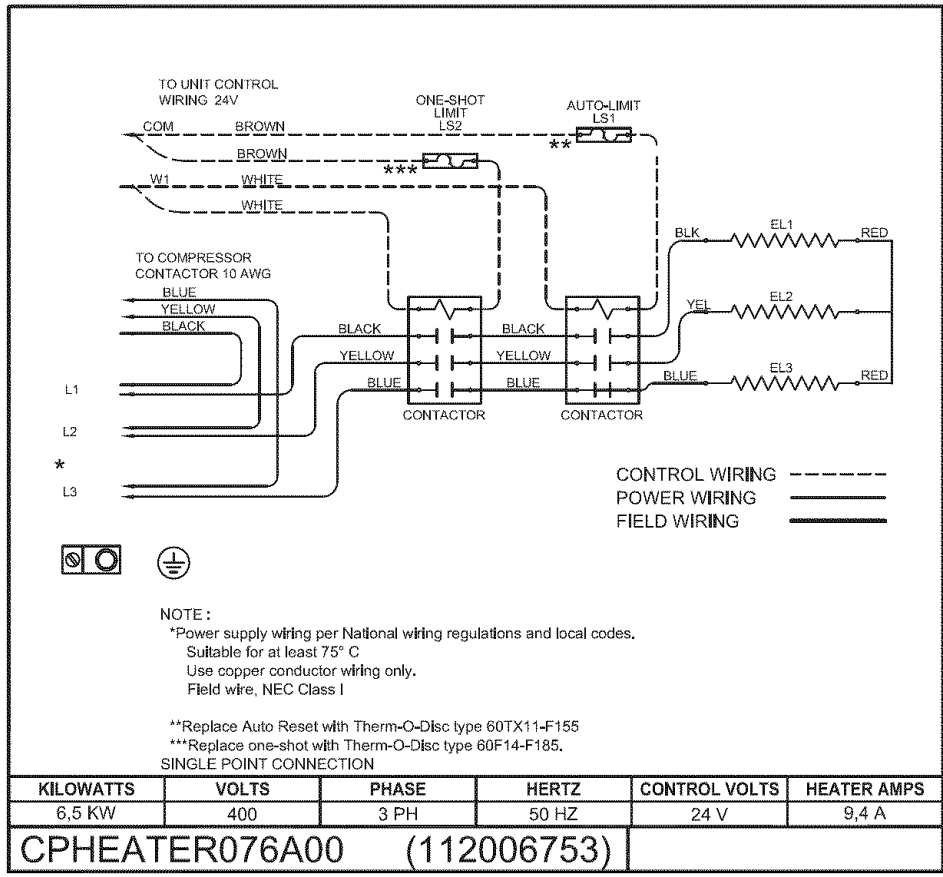 TO UNIT CONTROL
WIRING 24V
ONE-SHOT
LIMIT
LS2
AUTO-LIMIT
LS1
COM
BROWN
**
BROWN
***
W1
WHITE
WHITE
BLK
EL1
RED
TO COMPRESSOR
CONTACTOR 10 AWG
BLUE
YELLOW
BLACK
YEL
EL2
BLACK
BLACK
YELLOW
YELLOW
BLUE
BLUE
BLUE
EL3
RED
L1
CONTACTOR
CONTACTOR
L2
*
L3
CONTROL WIRING
POWER WIRING
FIELD WIRING
NOTE :
*Power supply wiring per National wiring regulations and local codes.
Suitable for at least 75° C
Use copper conductor wiring only.
Field wire, NEC Class I
**Replace Auto Reset with Therm-O-Disc type 60TX11-F155
***Replace one-shot with Therm-O-Disc type 60F14-F185.
SINGLE POINT CONNECTION
KILOWATTS VOLTS PHASE HERTZ CONTROL VOLTS HEATER AMPS
6,5 KW 400 3 PH 50 HZ 24 V 9,4 A
CPHEATER076A00 (112006753)